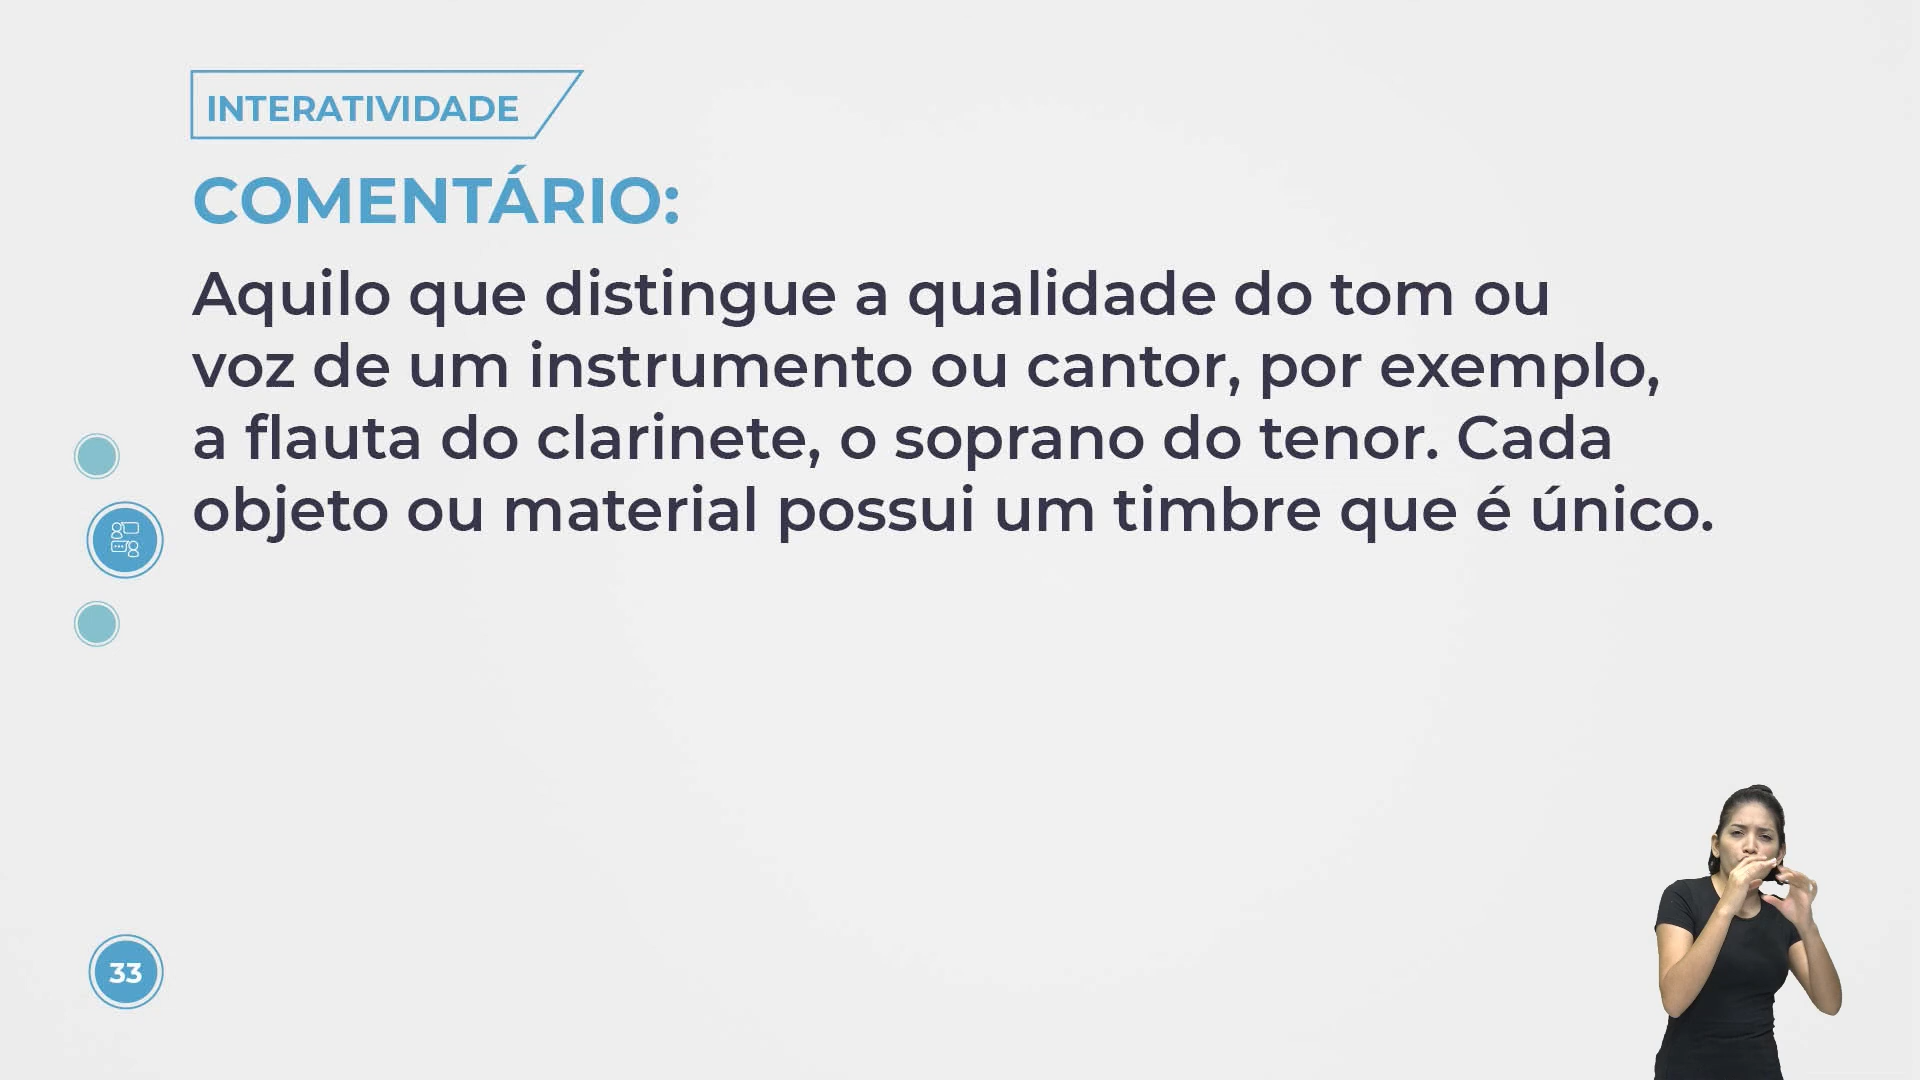 INTERATIVIDADE
COMENTÁRIO:
Aquilo que distingue a qualidade do tom ou
voz de um instrumento ou cantor, por exemplo,
a flauta do clarinete, o soprano do tenor. Cada
objeto ou material possui um timbre que é único.
33